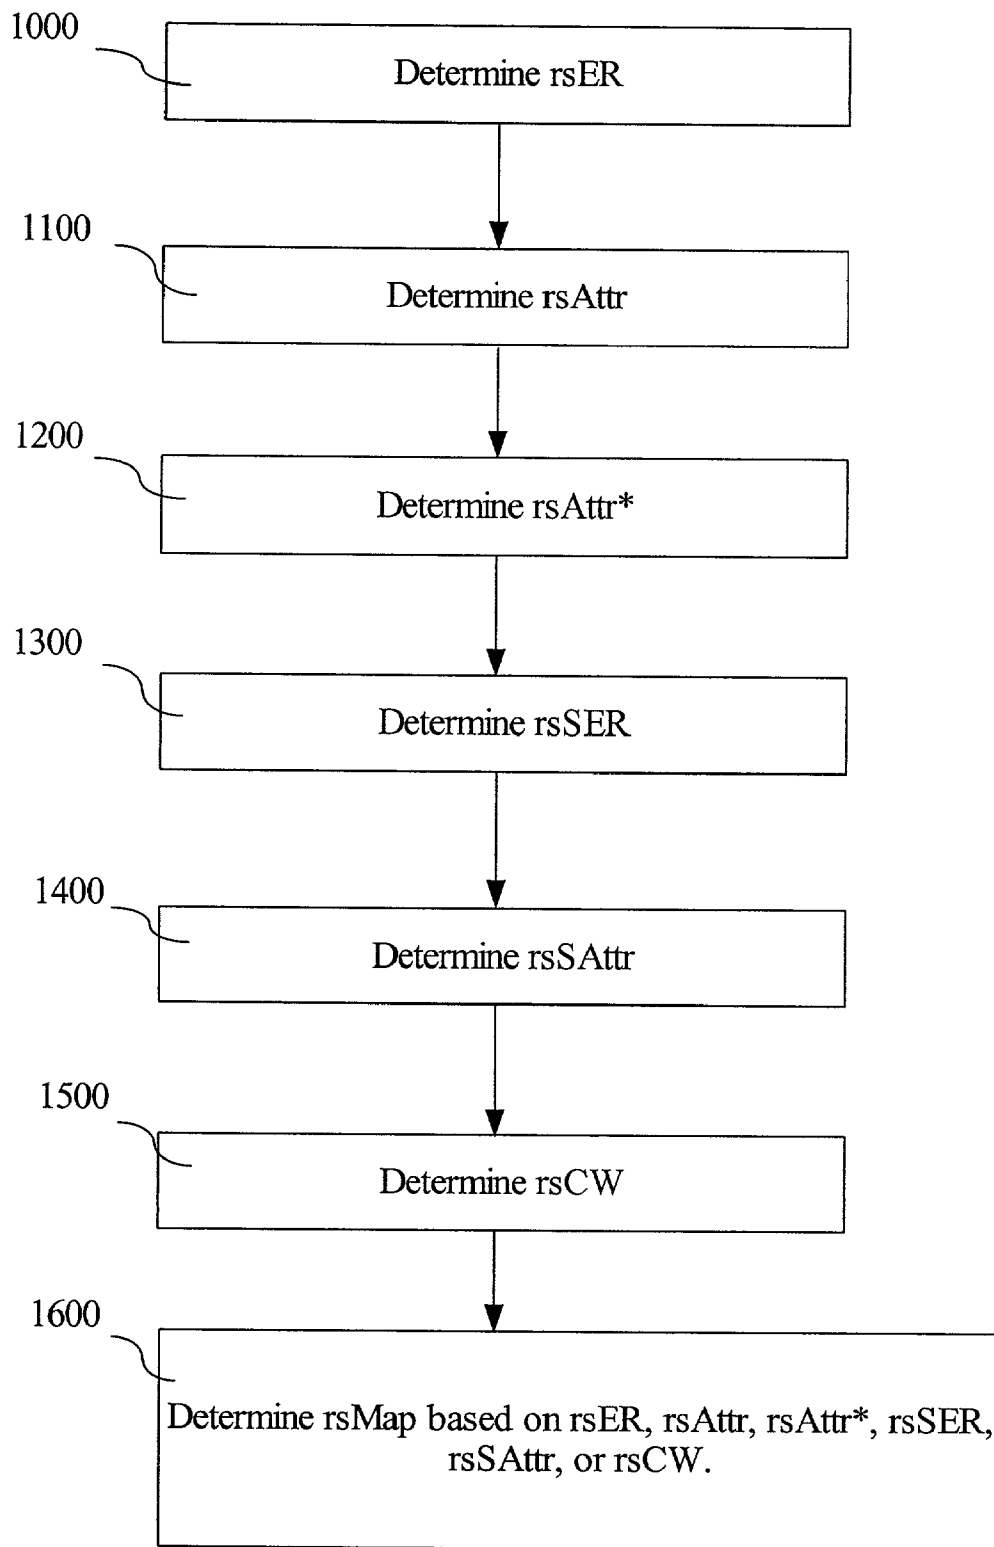 1000
Determine rsER
1100
Determine rsAttr
1200
Determine rsAttr*
1300
Determine rsSER
1400
Determine rsSAttr
1500
Determine rsCW
1600
Determine rsMap based on rsER, rsAttr, rsAttr*, rsSER,
rsSAttr, or rsCW.